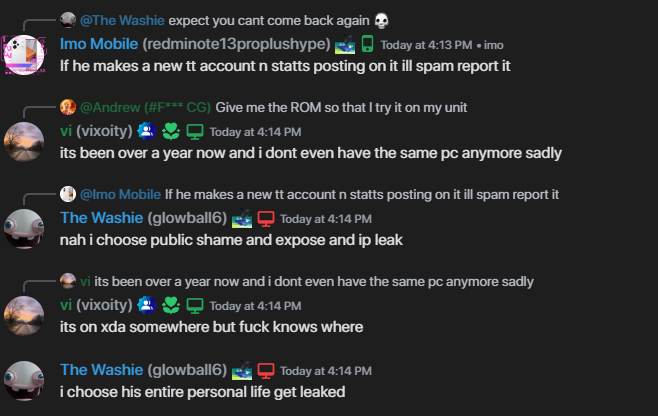 @The Washie expect you cant come back again 💀
Imo Mobile (redminote13proplushype) Today at 4:13 PM • imo
If he makes a new tt account n statts posting on it ill spam report it
@Andrew (#F*** CG) Give me the ROM so that I try it on my unit
vi (vixoity) Today at 4:14 PM
its been over a year now and i dont even have the same pc anymore sadly
@Imo Mobile If he makes a new tt account n statts posting on it ill spam report it
The Washie (glowball6) Today at 4:14 PM
nah i choose public shame and expose and ip leak
vi its been over a year now and i dont even have the same pc anymore sadly
vi (vixoity) Today at 4:14 PM
its on xda somewhere but fuck knows where
The Washie (glowball6) Today at 4:14 PM
i choose his entire personal life get leaked